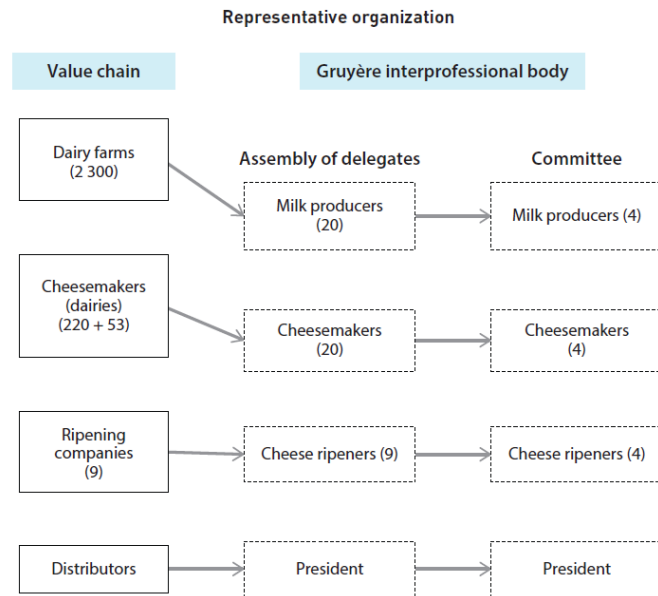 Representative organization
Value chain
Gruyère interprofessional body
Dairy farms
(2 300)
Assembly of delegates
Committee
Milk producers
(20)
Milk producers (4)
Cheesemakers
(dairies)
(220 + 53)
Cheesemakers
(20)
Cheesemakers
(4)
Ripening
companies
(9)
Cheese ripeners (9)
Cheese ripeners (4)
Distributors
President
President